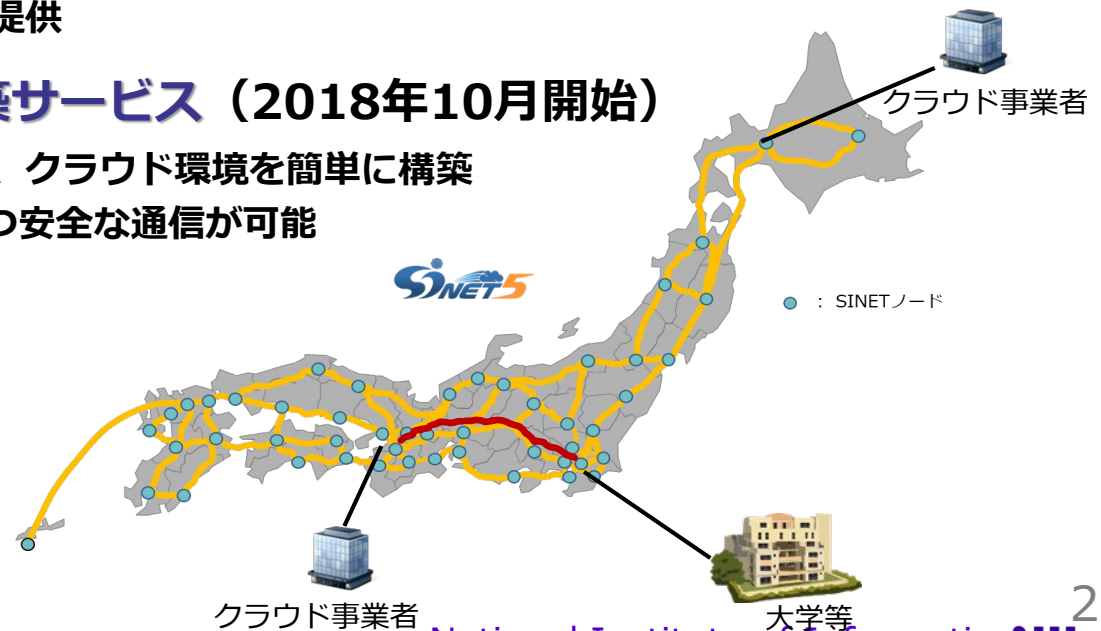 提供
築サービス（2018年10月開始）
、クラウド環境を簡単に構築
つ安全な通信が可能
クラウド事業者
SINET5
： SINETノード
クラウド事業者
大学等
2